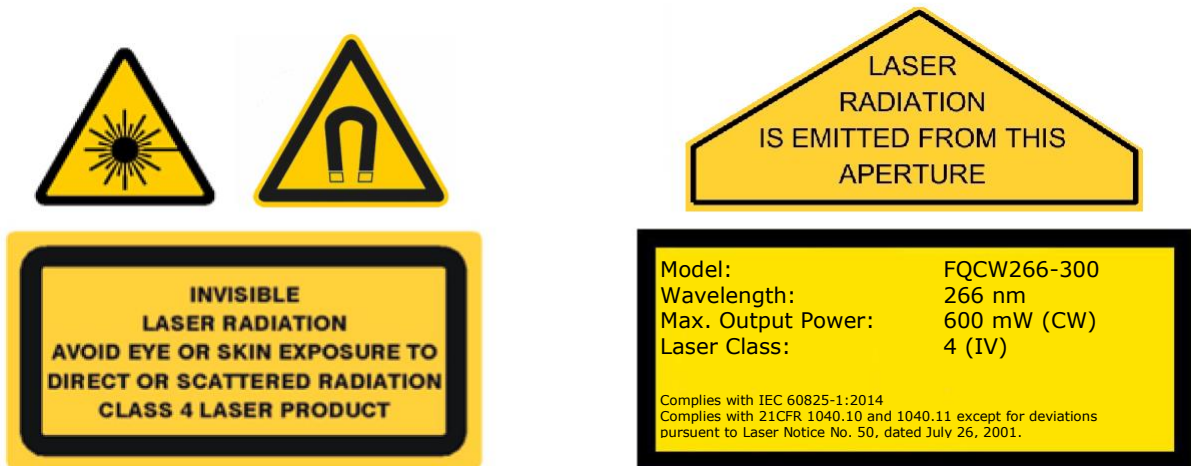 LASER
RADIATION
IS EMITTED FROM THIS
APERTURE
INVISIBLE
LASER RADIATION
AVOID EYE OR SKIN EXPOSURE TO
DIRECT OR SCATTERED RADIATION
CLASS 4 LASER PRODUCT
Model: FQCW266-300
Wavelength: 266 nm
Max. Output Power: 600 mW (CW)
Laser Class: 4 (IV)
Complies with IEC 60825-1:2014
Complies with 21CFR 1040.10 and 1040.11 except for deviations
pursuant to Laser Notice No. 50, dated July 26, 2001.